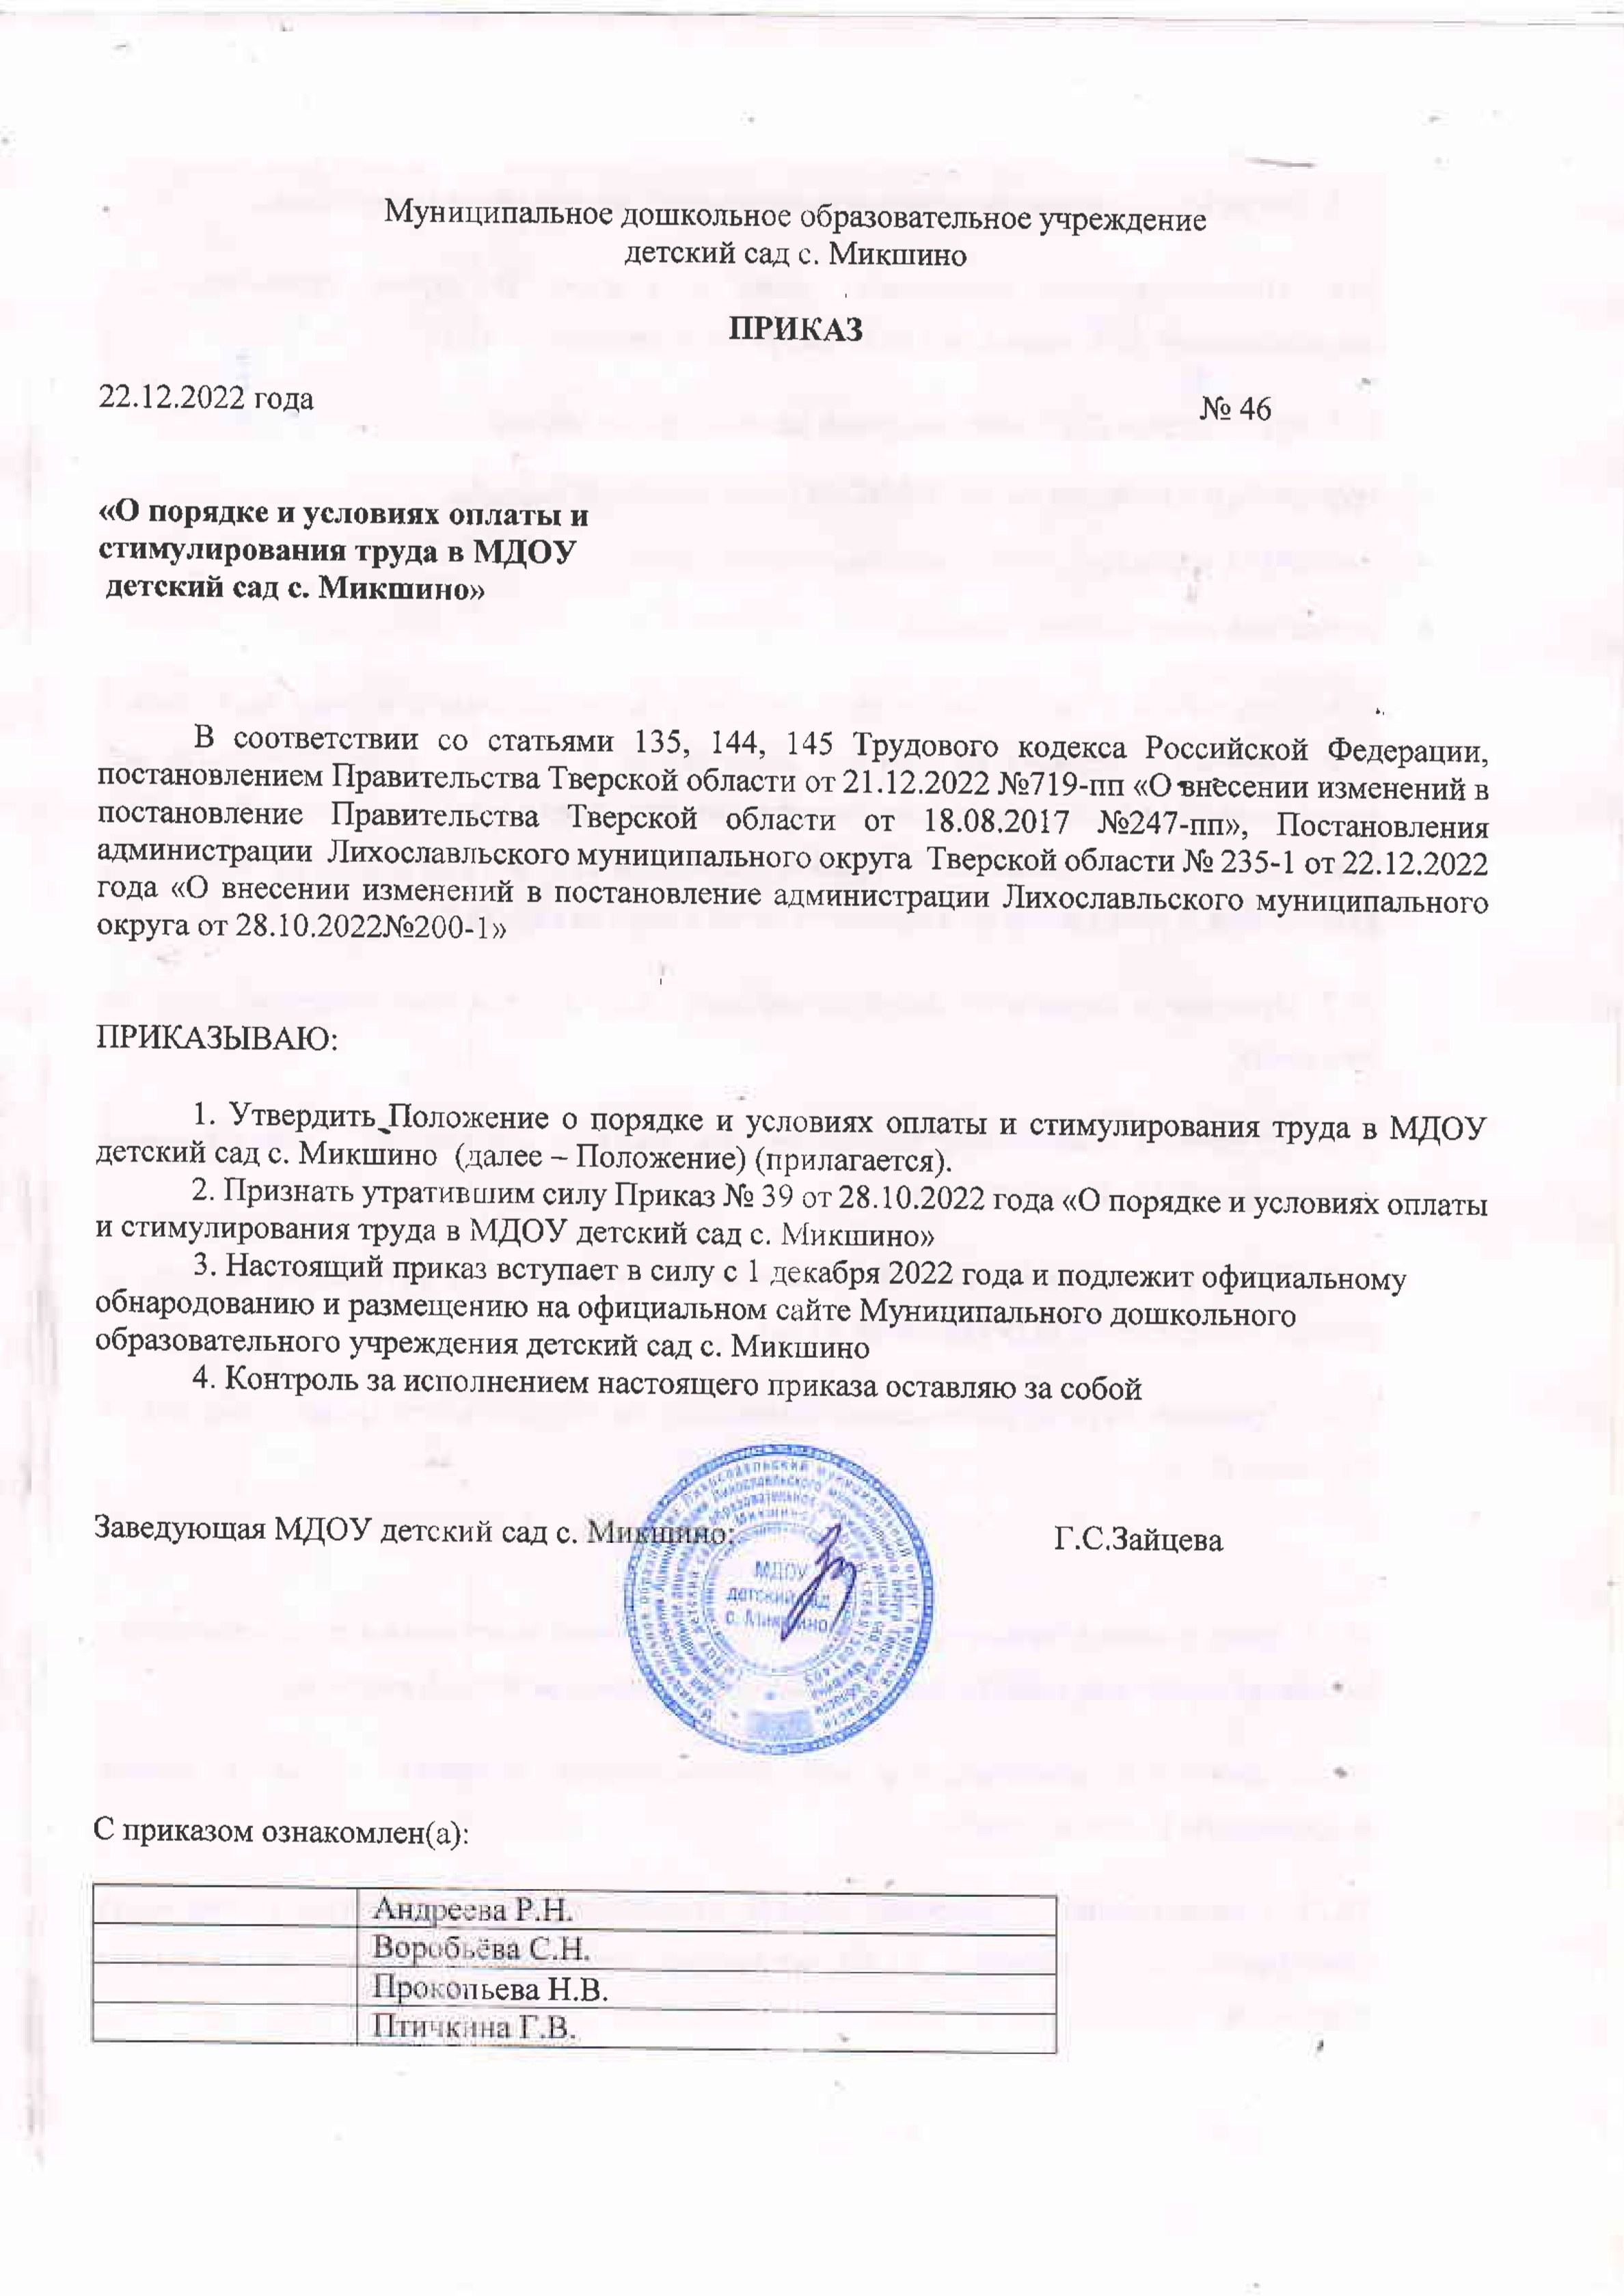 Муниципальное дошкольное образовательное учреждение
детский сад с. Микшино
ПРИКАЗ
22.12.2022 года № 46
«О порядке и условиях оплаты и
стимулирования труда в МДОУ
детский сад с. Микшино»
В соответствии со статьями 135, 144, 145 Трудового кодекса Российской Федерации,
постановлением Правительства Тверской области от 21.12.2022 №719-пп «О внесении изменений в
постановление Правительства Тверской области от 18.08.2017 №247-пп», Постановления
администрации Лихославльского муниципального округа Тверской области № 235-1 от 22.12.2022
года «О внесении изменений в постановление администрации Лихославльского муниципального
округа от 28.10.2022№200-1»
ПРИКАЗЫВАЮ:
1. Утвердить Положение о порядке и условиях оплаты и стимулирования труда в МДОУ
детский сад с. Микшино (далее – Положение) (прилагается).
2. Признать утратившим силу Приказ № 39 от 28.10.2022 года «О порядке и условиях оплаты
и стимулирования труда в МДОУ детский сад с. Микшино»
3. Настоящий приказ вступает в силу с 1 декабря 2022 года и подлежит официальному
обнародованию и размещению на официальном сайте Муниципального дошкольного
образовательного учреждения детский сад с. Микшино
4. Контроль за исполнением настоящего приказа оставляю за собой
Заведующая МДОУ детский сад с. Микшино: Г.С.Зайцева
МДОУ
детский сад
с. Микшино
С приказом ознакомлен(а):
Андреева Р.Н.
Воробьёва С.Н.
Прокопьева Н.В.
Птичкина Г.В.